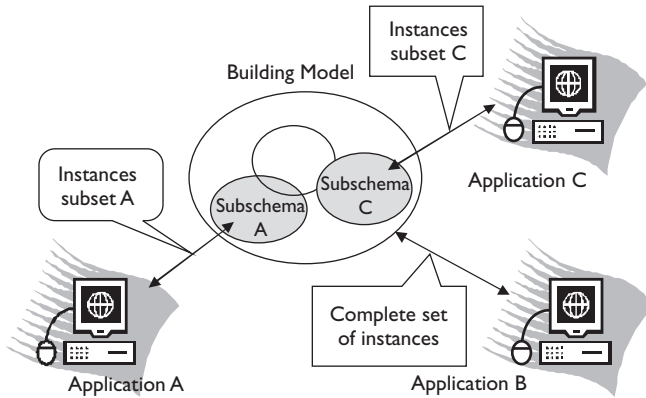 Instances
subset C
Building Model
Instances
subset A
Subschema
A
Subschema
C
Application C
Complete set
of instances
Application A
Application B